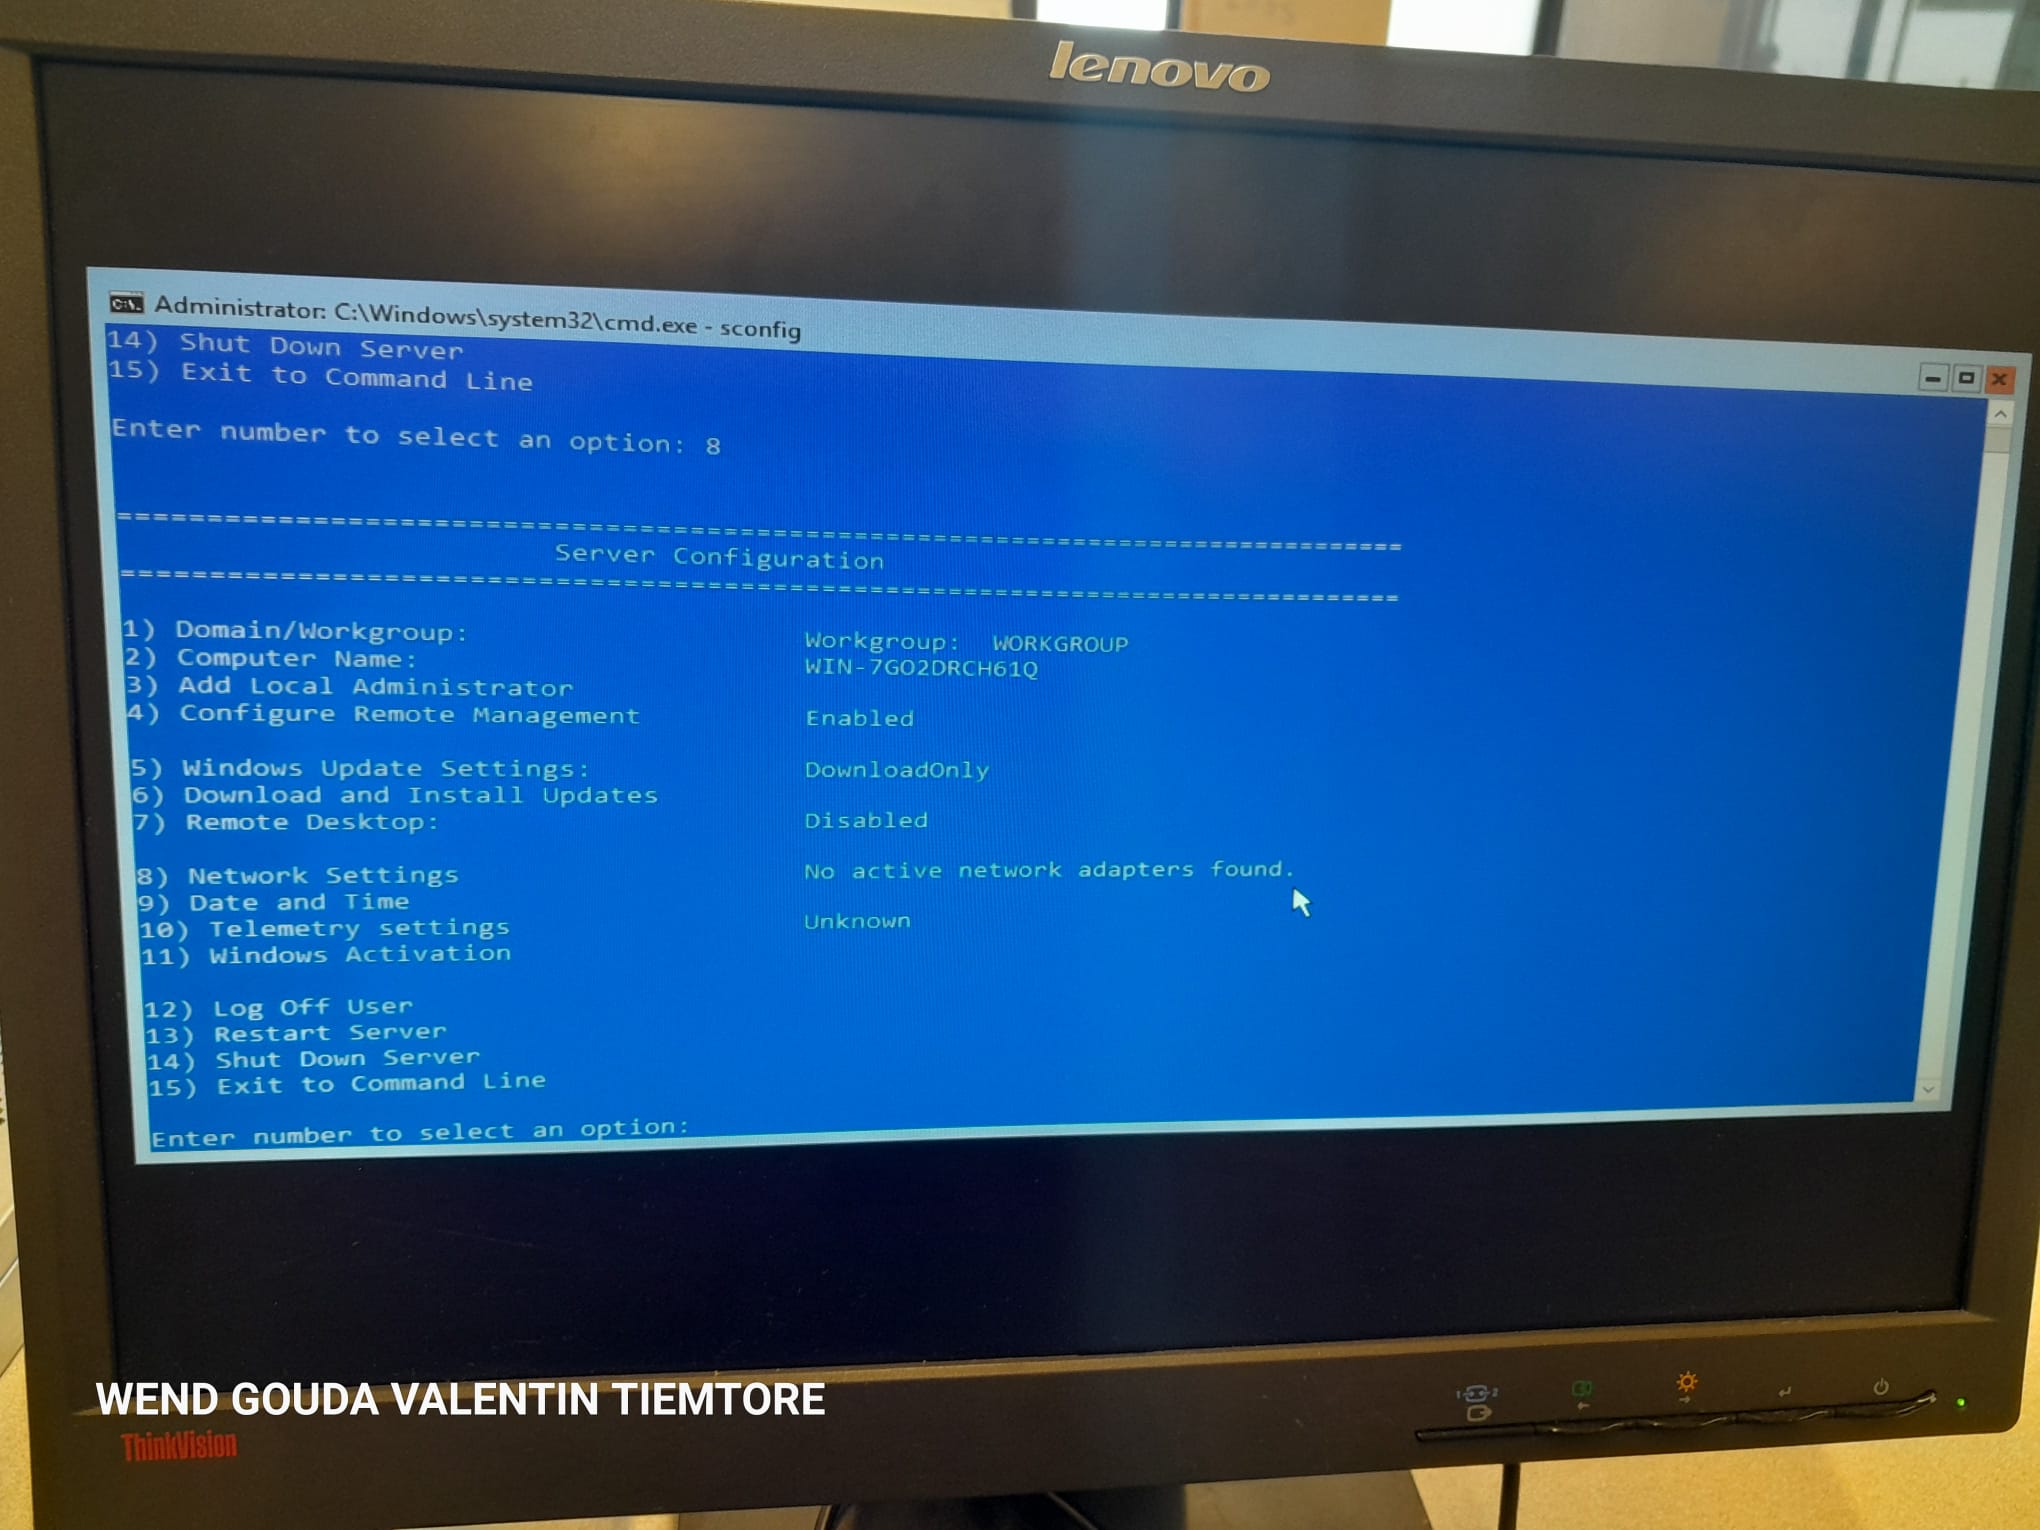 lenovo
Administrator: C:\Windows\system32\cmd.exe - sconfig
14) Shut Down Server
15) Exit to Command Line
Enter number to select an option: 8
Server Configuration
1) Domain/Workgroup: Workgroup: WORKGROUP
2) Computer Name: WIN-7GO2DRCH61Q
3) Add Local Administrator
4) Configure Remote Management Enabled
5) Windows Update Settings: DownloadOnly
6) Download and Install Updates
7) Remote Desktop: Disabled
8) Network Settings No active network adapters found.
9) Date and Time
10) Telemetry settings Unknown
11) Windows Activation
12) Log Off User
13) Restart Server
14) Shut Down Server
15) Exit to Command Line
Enter number to select an option:
WEND GOUDA VALENTIN TIEMTORE
ThinkVision